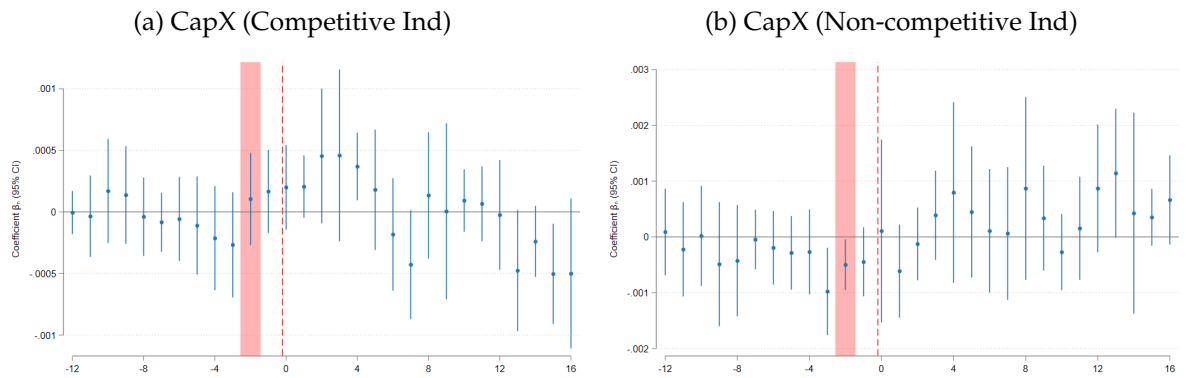 (a) CapX (Competitive Ind)
.001
.0005
0
-.0005
-.001
Coefficient βₛ, (95% CI)
-12 -8 -4 0 4 8 12 16
(b) CapX (Non-competitive Ind)
.003
.002
.001
0
-.001
-.002
Coefficient βₛ, (95% CI)
-12 -8 -4 0 4 8 12 16